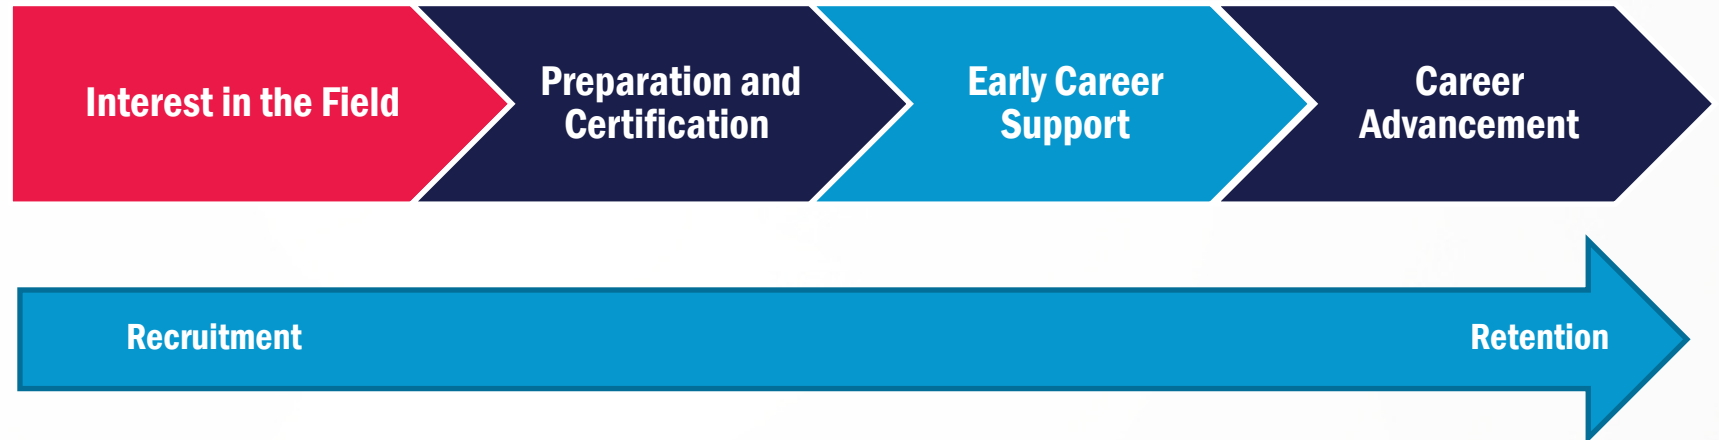 Interest in the Field
Preparation and
Certification
Early Career
Support
Career
Advancement
Recruitment
Retention